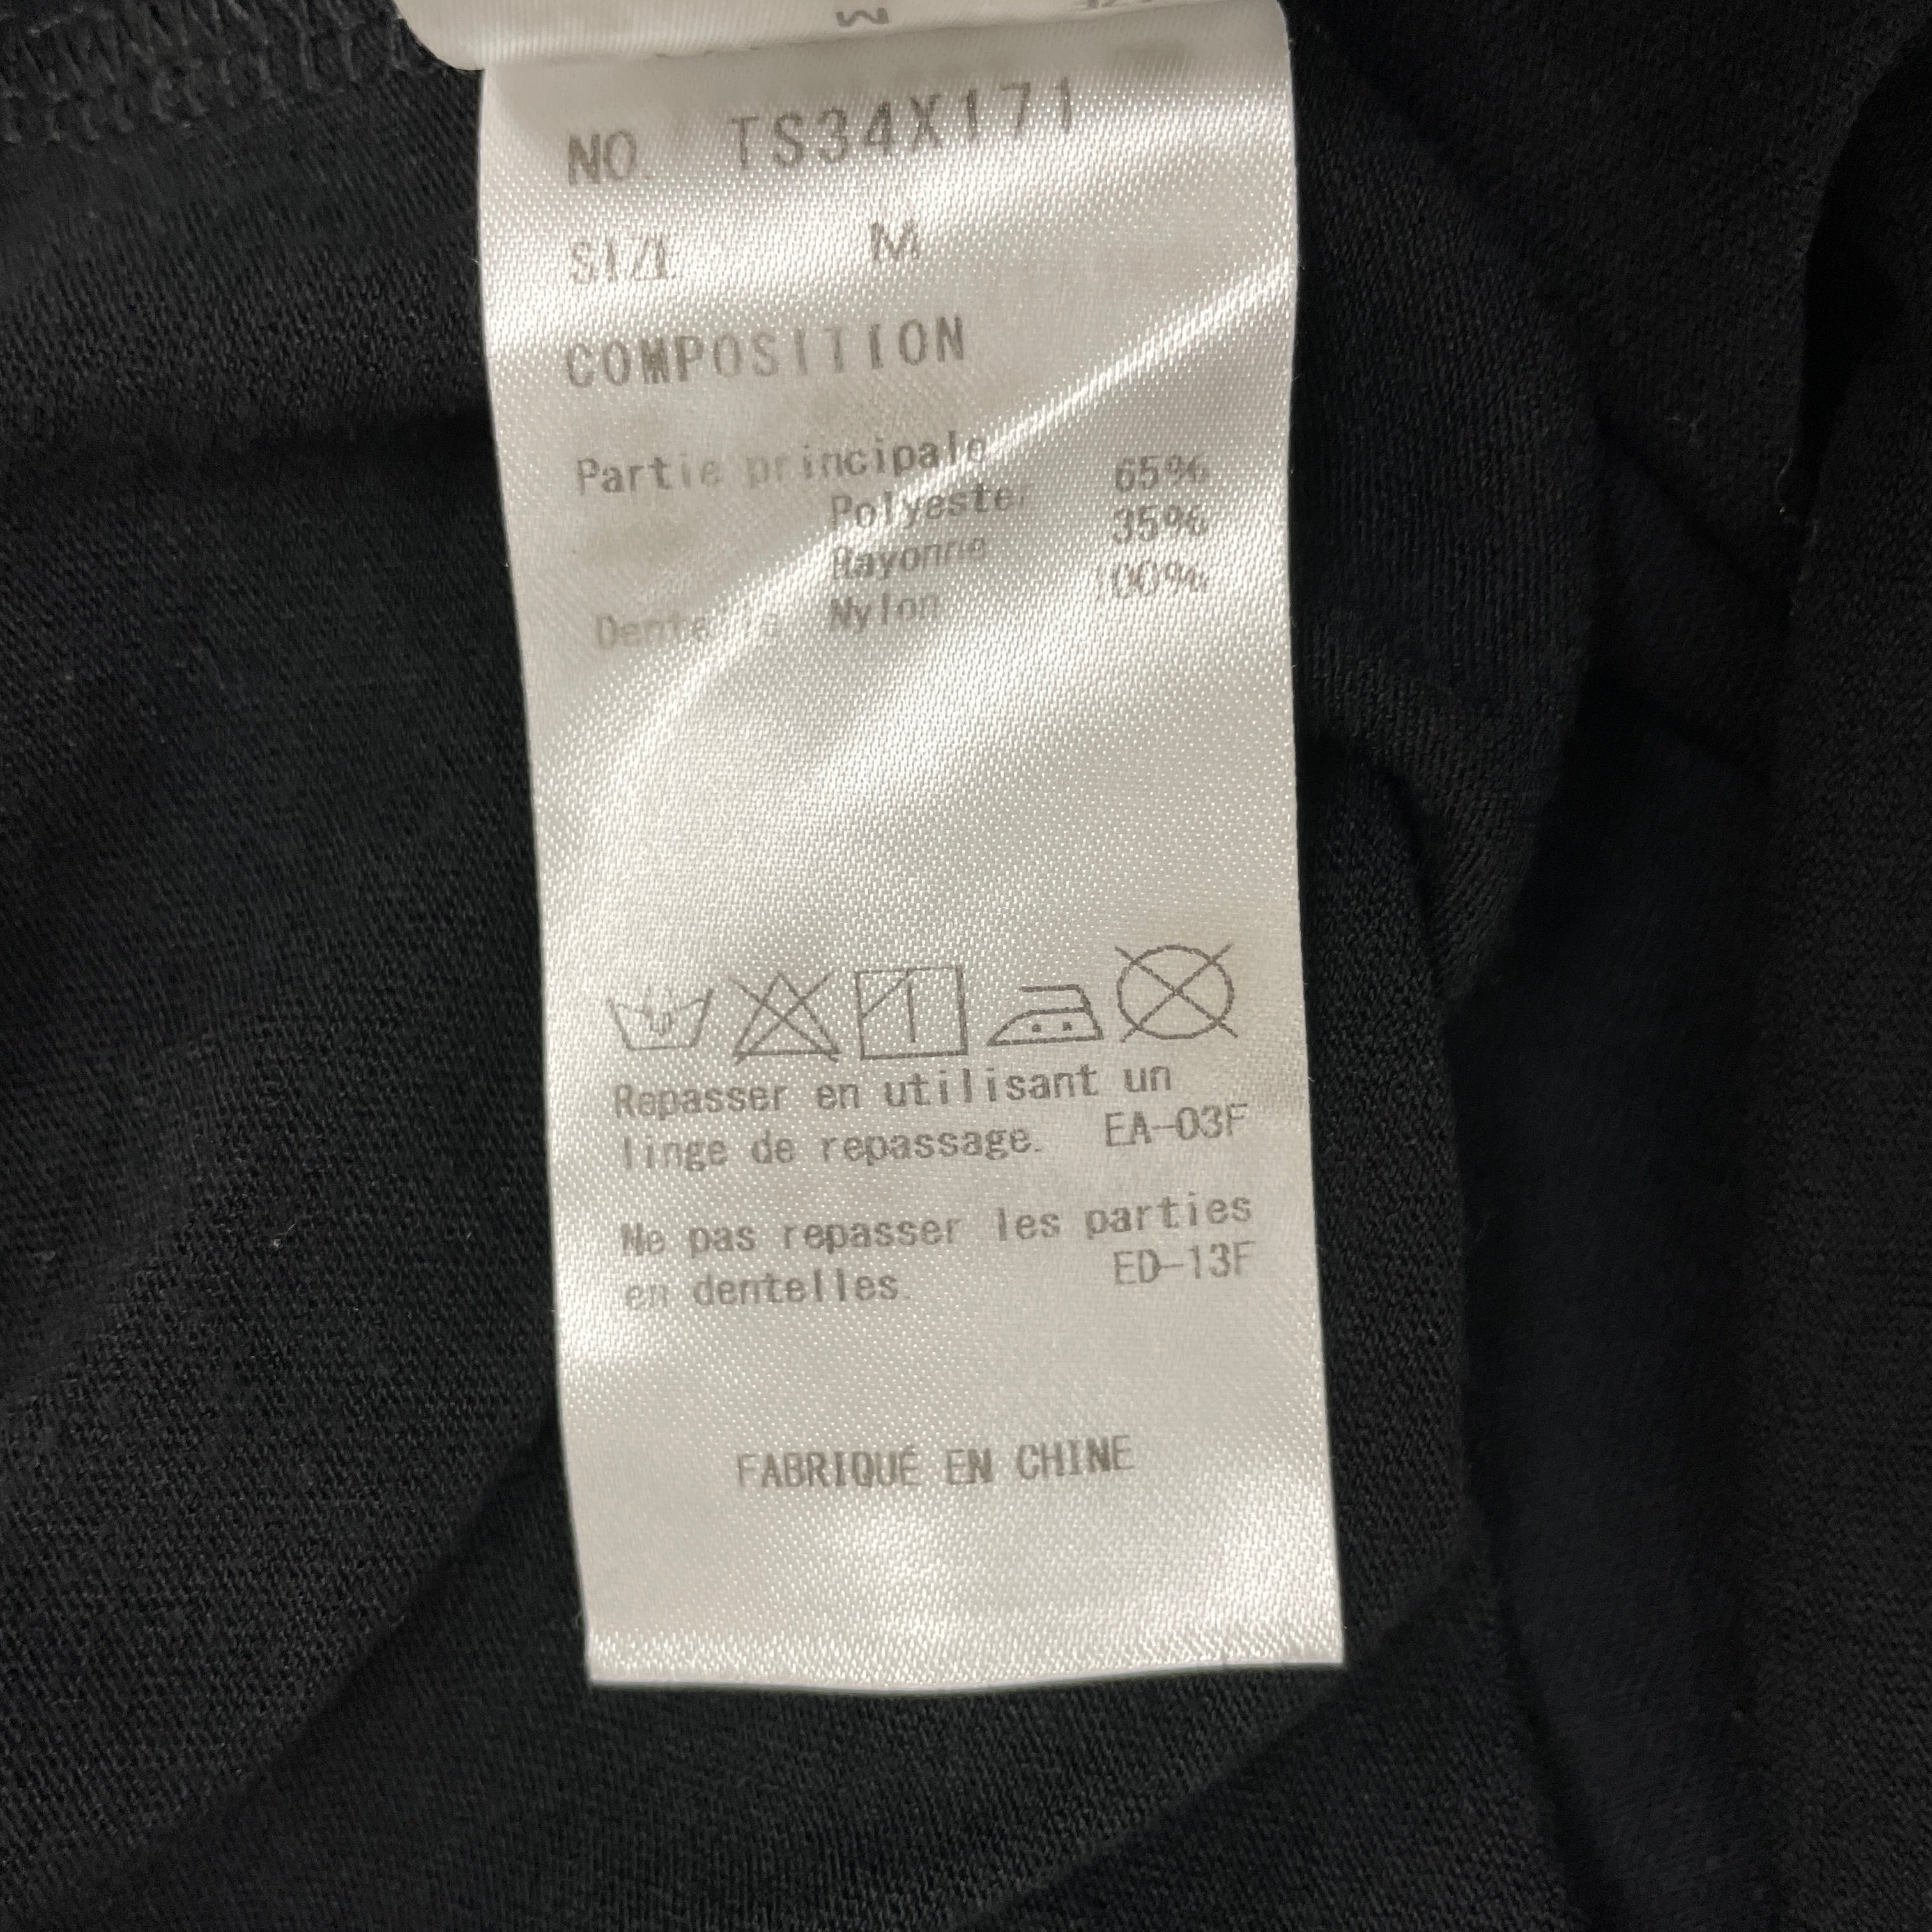 M
NO. TS34X171
SIZE M
COMPOSITION
Partie principale
Polyester 65%
Rayonne 35%
Dentelle Nylon 100%
Repasser en utilisant un
linge de repassage. EA-03F
Ne pas repasser les parties
en dentelles. ED-13F
FABRIQUÉ EN CHINE